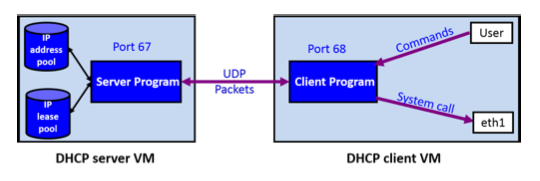 IP
address
pool
Port 67
Server Program
IP
lease
pool
UDP
Packets
Port 68
Client Program
Commands
User
System call
eth1
DHCP server VM
DHCP client VM